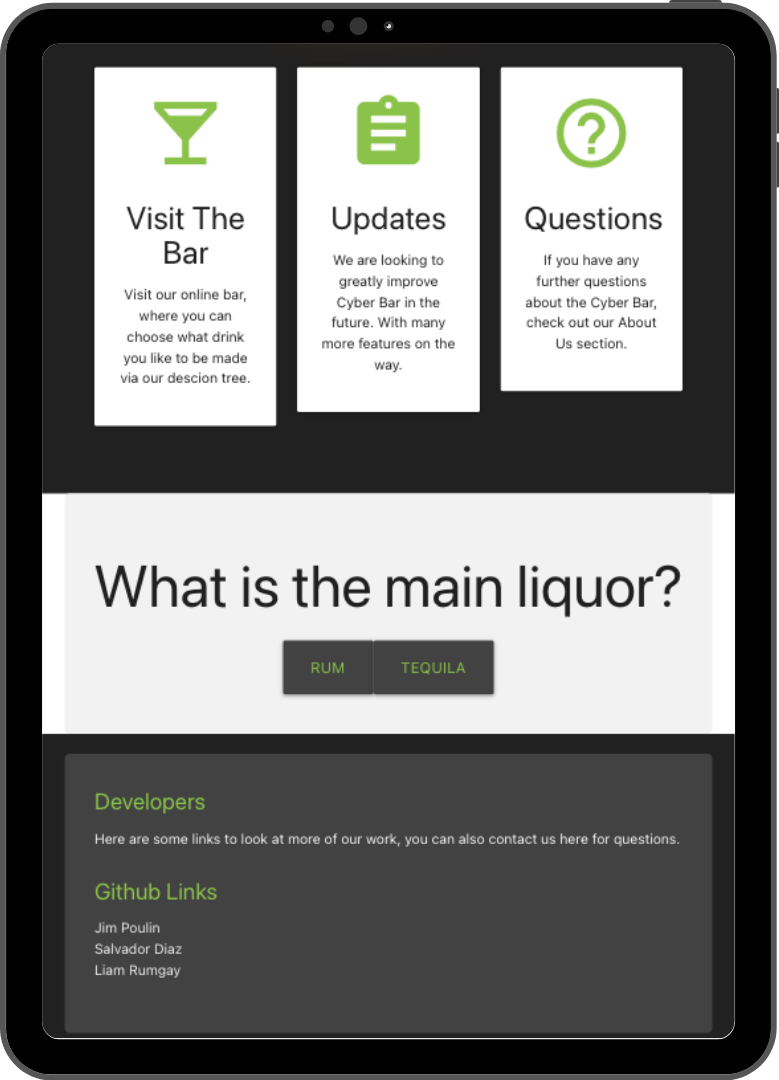 Visit The
Bar
Visit our online bar,
where you can
choose what drink
you like to be made
via our descion tree.
Updates
We are looking to
greatly improve
Cyber Bar in the
future. With many
more features on the
way.
Questions
If you have any
further questions
about the Cyber Bar,
check out our About
Us section.
What is the main liquor?
RUM
TEQUILA
Developers
Here are some links to look at more of our work, you can also contact us here for questions.
Github Links
Jim Poulin
Salvador Diaz
Liam Rumgay